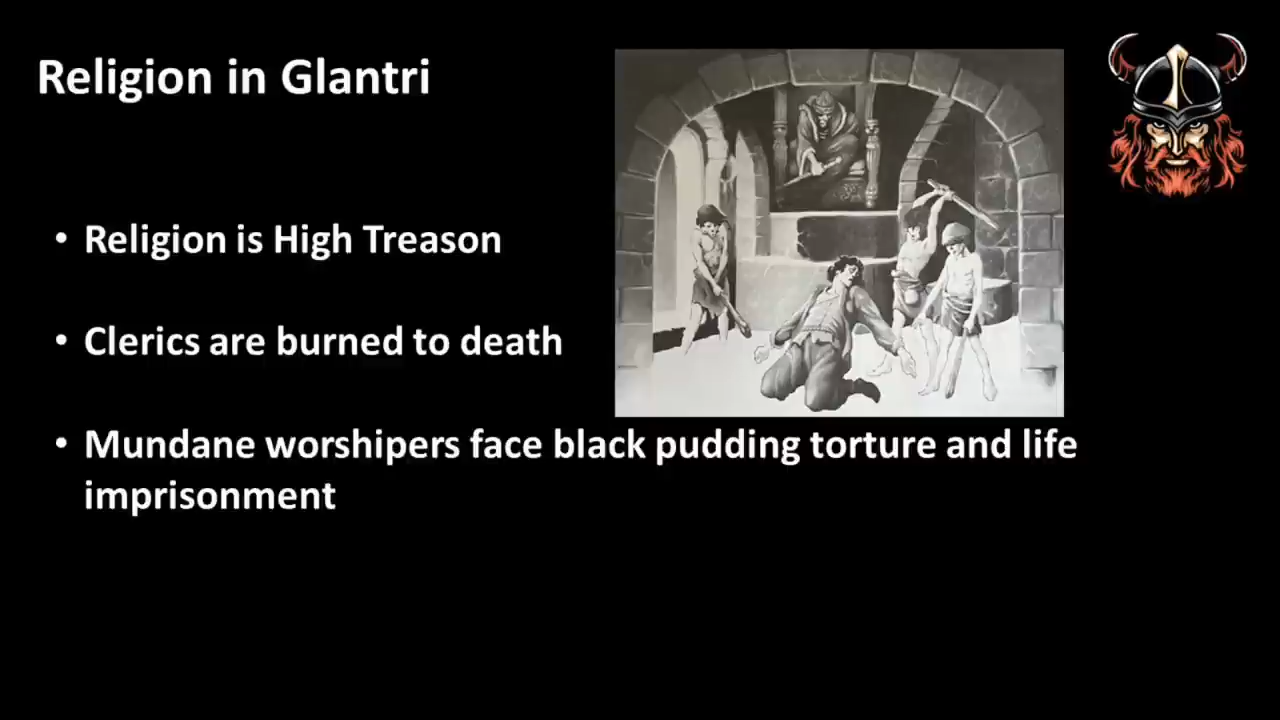 Religion in Glantri
• Religion is High Treason
• Clerics are burned to death
• Mundane worshipers face black pudding torture and life
imprisonment